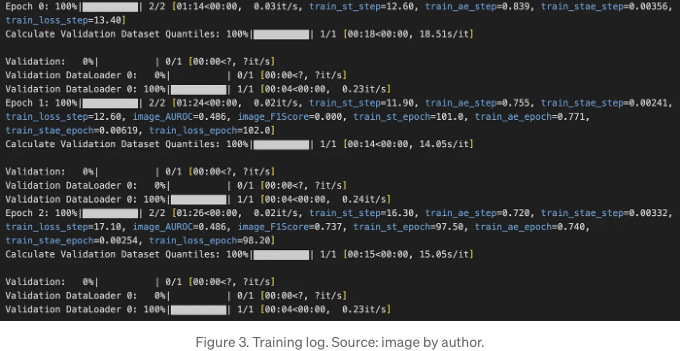 Epoch 0: 100%| | 2/2 [01:14<00:00,  0.03it/s, train_st_step=12.60, train_ae_step=0.839, train_stae_step=0.00356,
train_loss_step=13.40]
Calculate Validation Dataset Quantiles: 100%| | 1/1 [00:18<00:00, 18.51s/it]
Validation:   0%| | 0/1 [00:00<?, ?it/s]
Validation DataLoader 0:   0%| | 0/1 [00:00<?, ?it/s]
Validation DataLoader 0: 100%| | 1/1 [00:04<00:00,  0.23it/s]
Epoch 1: 100%| | 2/2 [01:24<00:00,  0.02it/s, train_st_step=11.90, train_ae_step=0.755, train_stae_step=0.00241,
train_loss_step=12.60, image_AUROC=0.486, image_F1Score=0.000, train_st_epoch=101.0, train_ae_epoch=0.771,
train_stae_epoch=0.00619, train_loss_epoch=102.0]
Calculate Validation Dataset Quantiles: 100%| | 1/1 [00:14<00:00, 14.05s/it]
Validation:   0%| | 0/1 [00:00<?, ?it/s]
Validation DataLoader 0:   0%| | 0/1 [00:00<?, ?it/s]
Validation DataLoader 0: 100%| | 1/1 [00:04<00:00,  0.24it/s]
Epoch 2: 100%| | 2/2 [01:26<00:00,  0.02it/s, train_st_step=16.30, train_ae_step=0.720, train_stae_step=0.00332,
train_loss_step=17.10, image_AUROC=0.486, image_F1Score=0.737, train_st_epoch=97.50, train_ae_epoch=0.740,
train_stae_epoch=0.00254, train_loss_epoch=98.20]
Calculate Validation Dataset Quantiles: 100%| | 1/1 [00:15<00:00, 15.05s/it]
Validation:   0%| | 0/1 [00:00<?, ?it/s]
Validation DataLoader 0:   0%| | 0/1 [00:00<?, ?it/s]
Validation DataLoader 0: 100%| | 1/1 [00:04<00:00,  0.23it/s]
Figure 3. Training log. Source: image by author.